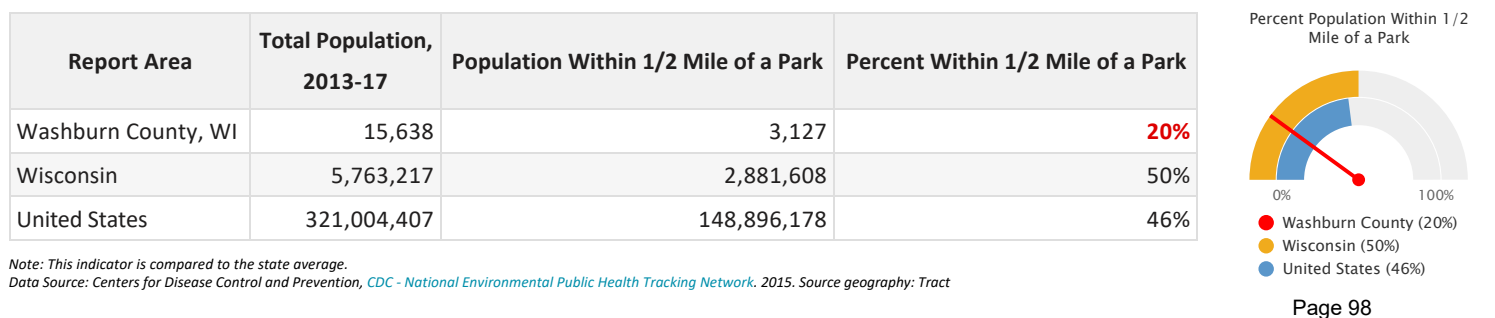 Report Area
Total Population,
2013-17
Population Within 1/2 Mile of a Park
Percent Within 1/2 Mile of a Park
Washburn County, WI 15,638 3,127 20%
Wisconsin 5,763,217 2,881,608 50%
United States 321,004,407 148,896,178 46%
Note: This indicator is compared to the state average.
Data Source: Centers for Disease Control and Prevention, CDC - National Environmental Public Health Tracking Network. 2015. Source geography: Tract
Percent Population Within 1/2
Mile of a Park
0% 100%
Washburn County (20%)
Wisconsin (50%)
United States (46%)
Page 98